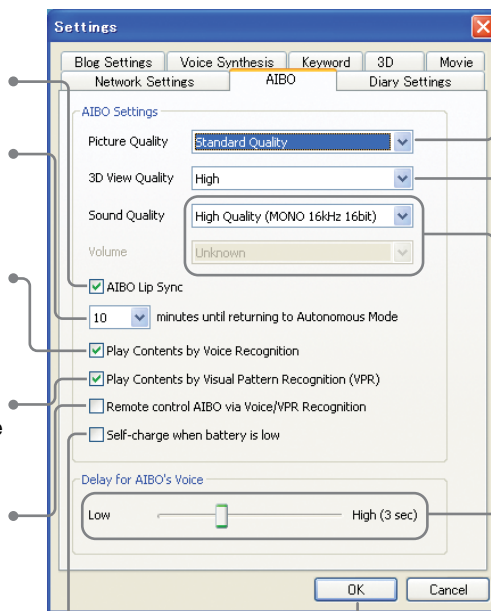 Settings
Blog Settings Voice Synthesis Keyword 3D Movie
Network Settings AIBO Diary Settings
AIBO Settings
Picture Quality Standard Quality
3D View Quality High
Sound Quality High Quality (MONO 16kHz 16bit)
Volume Unknown
AIBO Lip Sync
10 minutes until returning to Autonomous Mode
Play Contents by Voice Recognition
Play Contents by Visual Pattern Recognition (VPR)
Remote control AIBO via Voice/VPR Recognition
Self-charge when battery is low
Delay for AIBO's Voice
Low High (3 sec)
OK Cancel